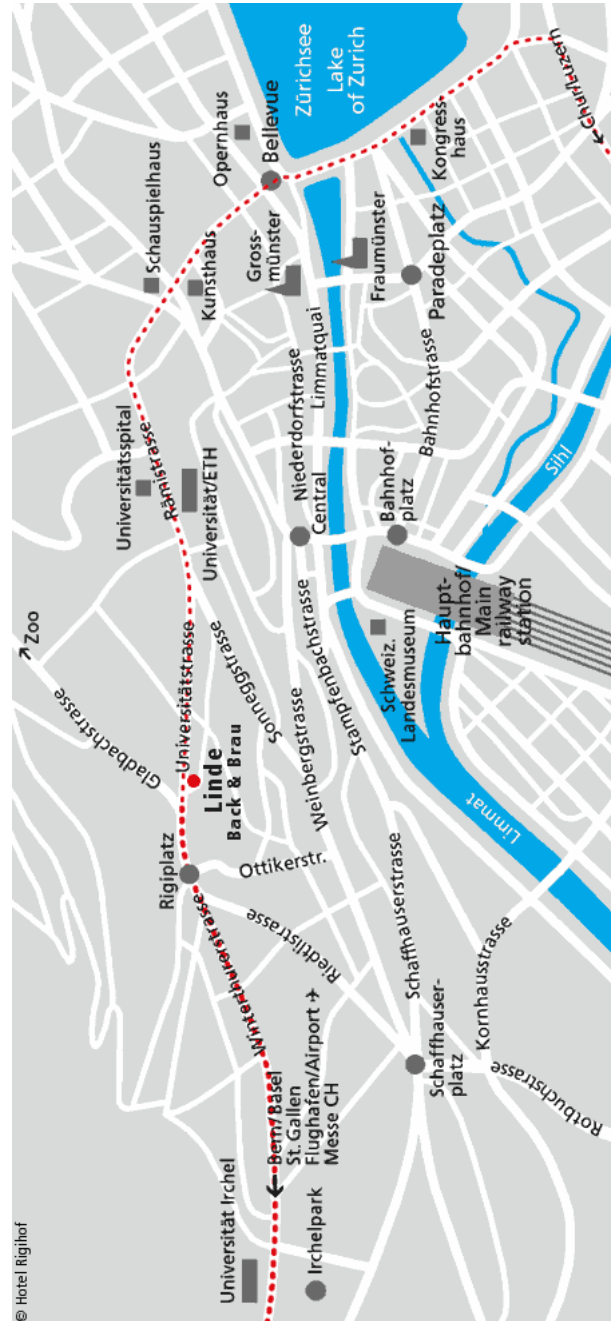 © Hotel Rigihof
Universität Irchel
Irchelpark
Bern/Basel
St. Gallen
Flughafen/Airport ✈
Messe CH
Winterthurerstrasse
Rigiplatz
Gladbachstrasse
Zoo
Universitätstrasse
Linde
Back & Brau
Ottikerstr.
Riedtlistrasse
Schaffhauser-
platz
Rotbuchstrasse
Kornhausstrasse
Schaffhauserstrasse
Stampfenbachstrasse
Weinbergstrasse
Sonneggstrasse
Limmat
Schweiz.
Landesmuseum
Haupt-
bahnhof/
Main
railway
station
Bahnhof-
platz
Central
Niederdorfstrasse
Limmatquai
Universität/ETH
Universitätsspital
Rämistrasse
Bahnhofstrasse
Sihl
Schauspielhaus
Kunsthaus
Gross-
münster
Fraumünster
Paradeplatz
Opernhaus
Bellevue
Kongress-
haus
Zürichsee
Lake
of Zurich
Chur/Luzern